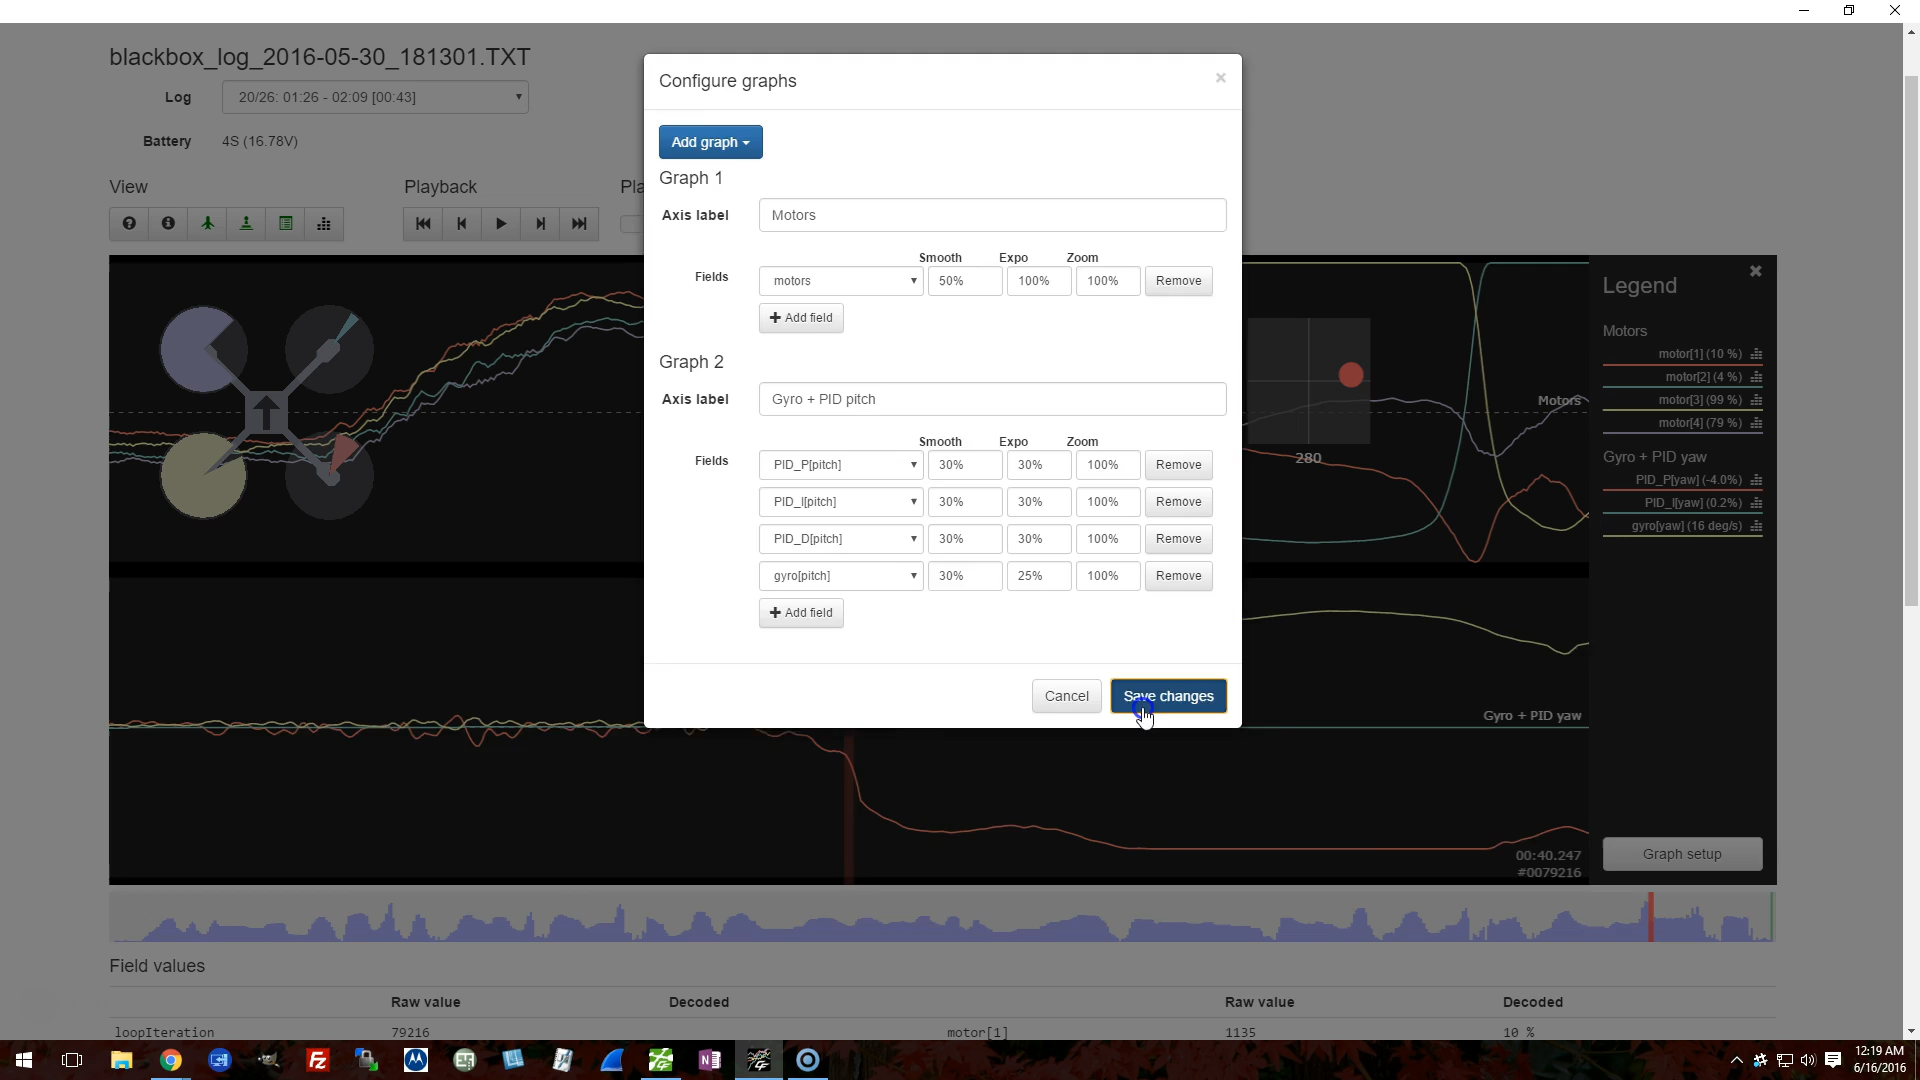 blackbox_log_2016-05-30_181301.TXT
Log 20/26: 01:26 - 02:09 [00:43]
Battery 4S (16.78V)
View Playback Pla
Configure graphs
×
Add graph
Graph 1
Axis label Motors
Smooth Expo Zoom
Fields motors 50% 100% 100% Remove
Add field
Graph 2
Axis label Gyro + PID pitch
Smooth Expo Zoom
Fields PID_P[pitch] 30% 30% 100% Remove
PID_I[pitch] 30% 30% 100% Remove
PID_D[pitch] 30% 30% 100% Remove
gyro[pitch] 30% 25% 100% Remove
Add field
Cancel Save changes
280
Motors
Gyro + PID yaw
00:40.247
#0079216
Legend
Motors
motor[1] (10 %)
motor[2] (4 %)
motor[3] (99 %)
motor[4] (79 %)
Gyro + PID yaw
PID_P[yaw] (-4.0%)
PID_I[yaw] (0.2%)
gyro[yaw] (16 deg/s)
Graph setup
Field values
Raw value Decoded Raw value Decoded
loopIteration 79216 motor[1] 1135 10 %
12:19 AM
6/16/2016